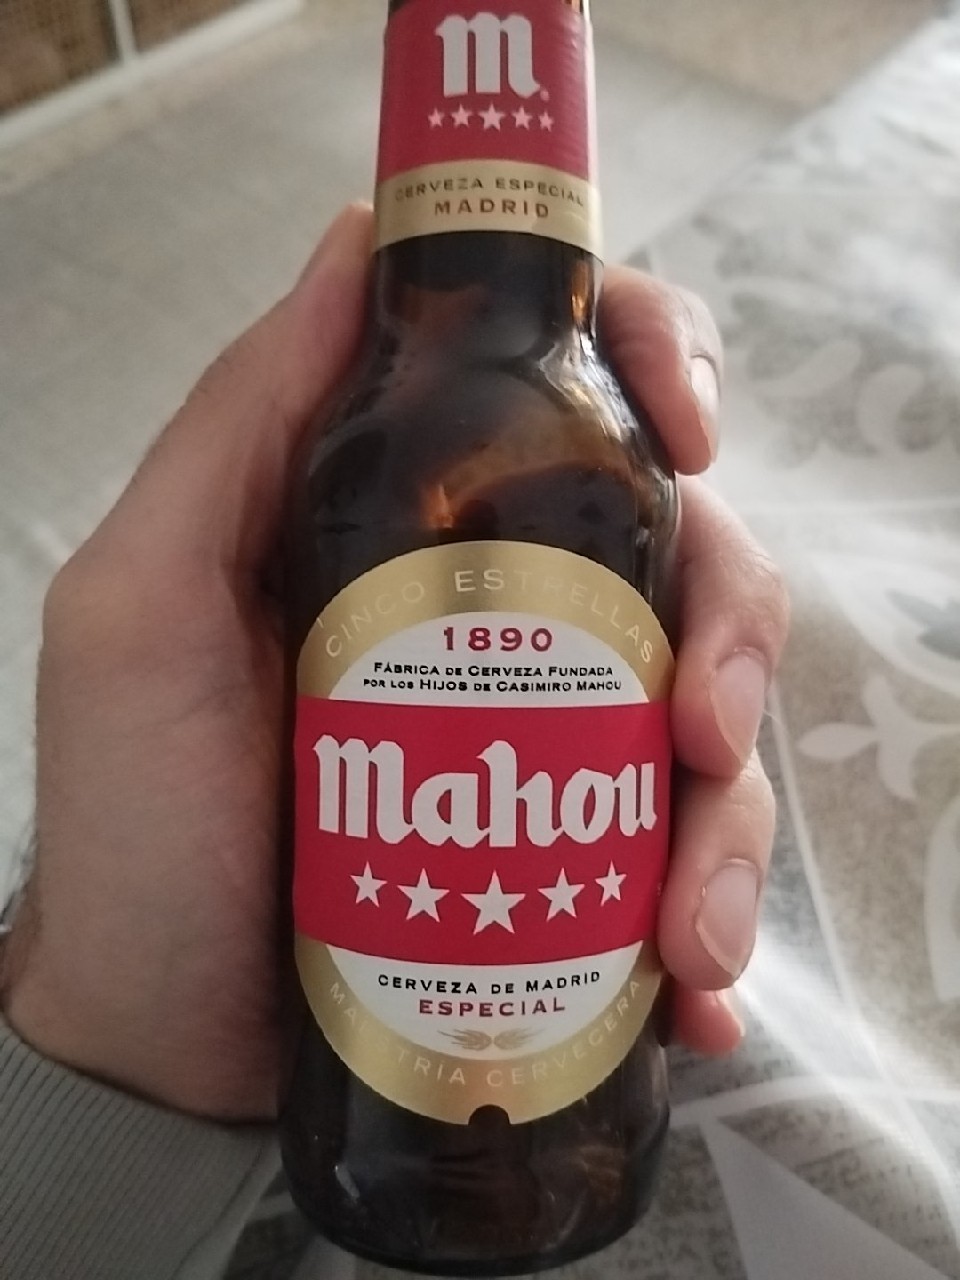 m
CERVEZA ESPECIAL
MADRID
CINCO ESTRELLAS
1890
FÁBRICA DE CERVEZA FUNDADA
POR LOS HIJOS DE CASIMIRO MAHOU
Mahou
CERVEZA DE MADRID
ESPECIAL
MAESTRÍA CERVECERA